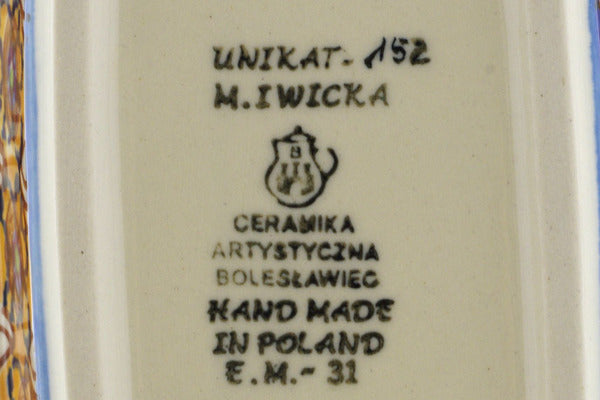 UNIKAT- 152
M.IWICKA
B
CERAMIKA
ARTYSTYCZNA
BOLESŁAWIEC
HAND MADE
IN POLAND
E.M.- 31